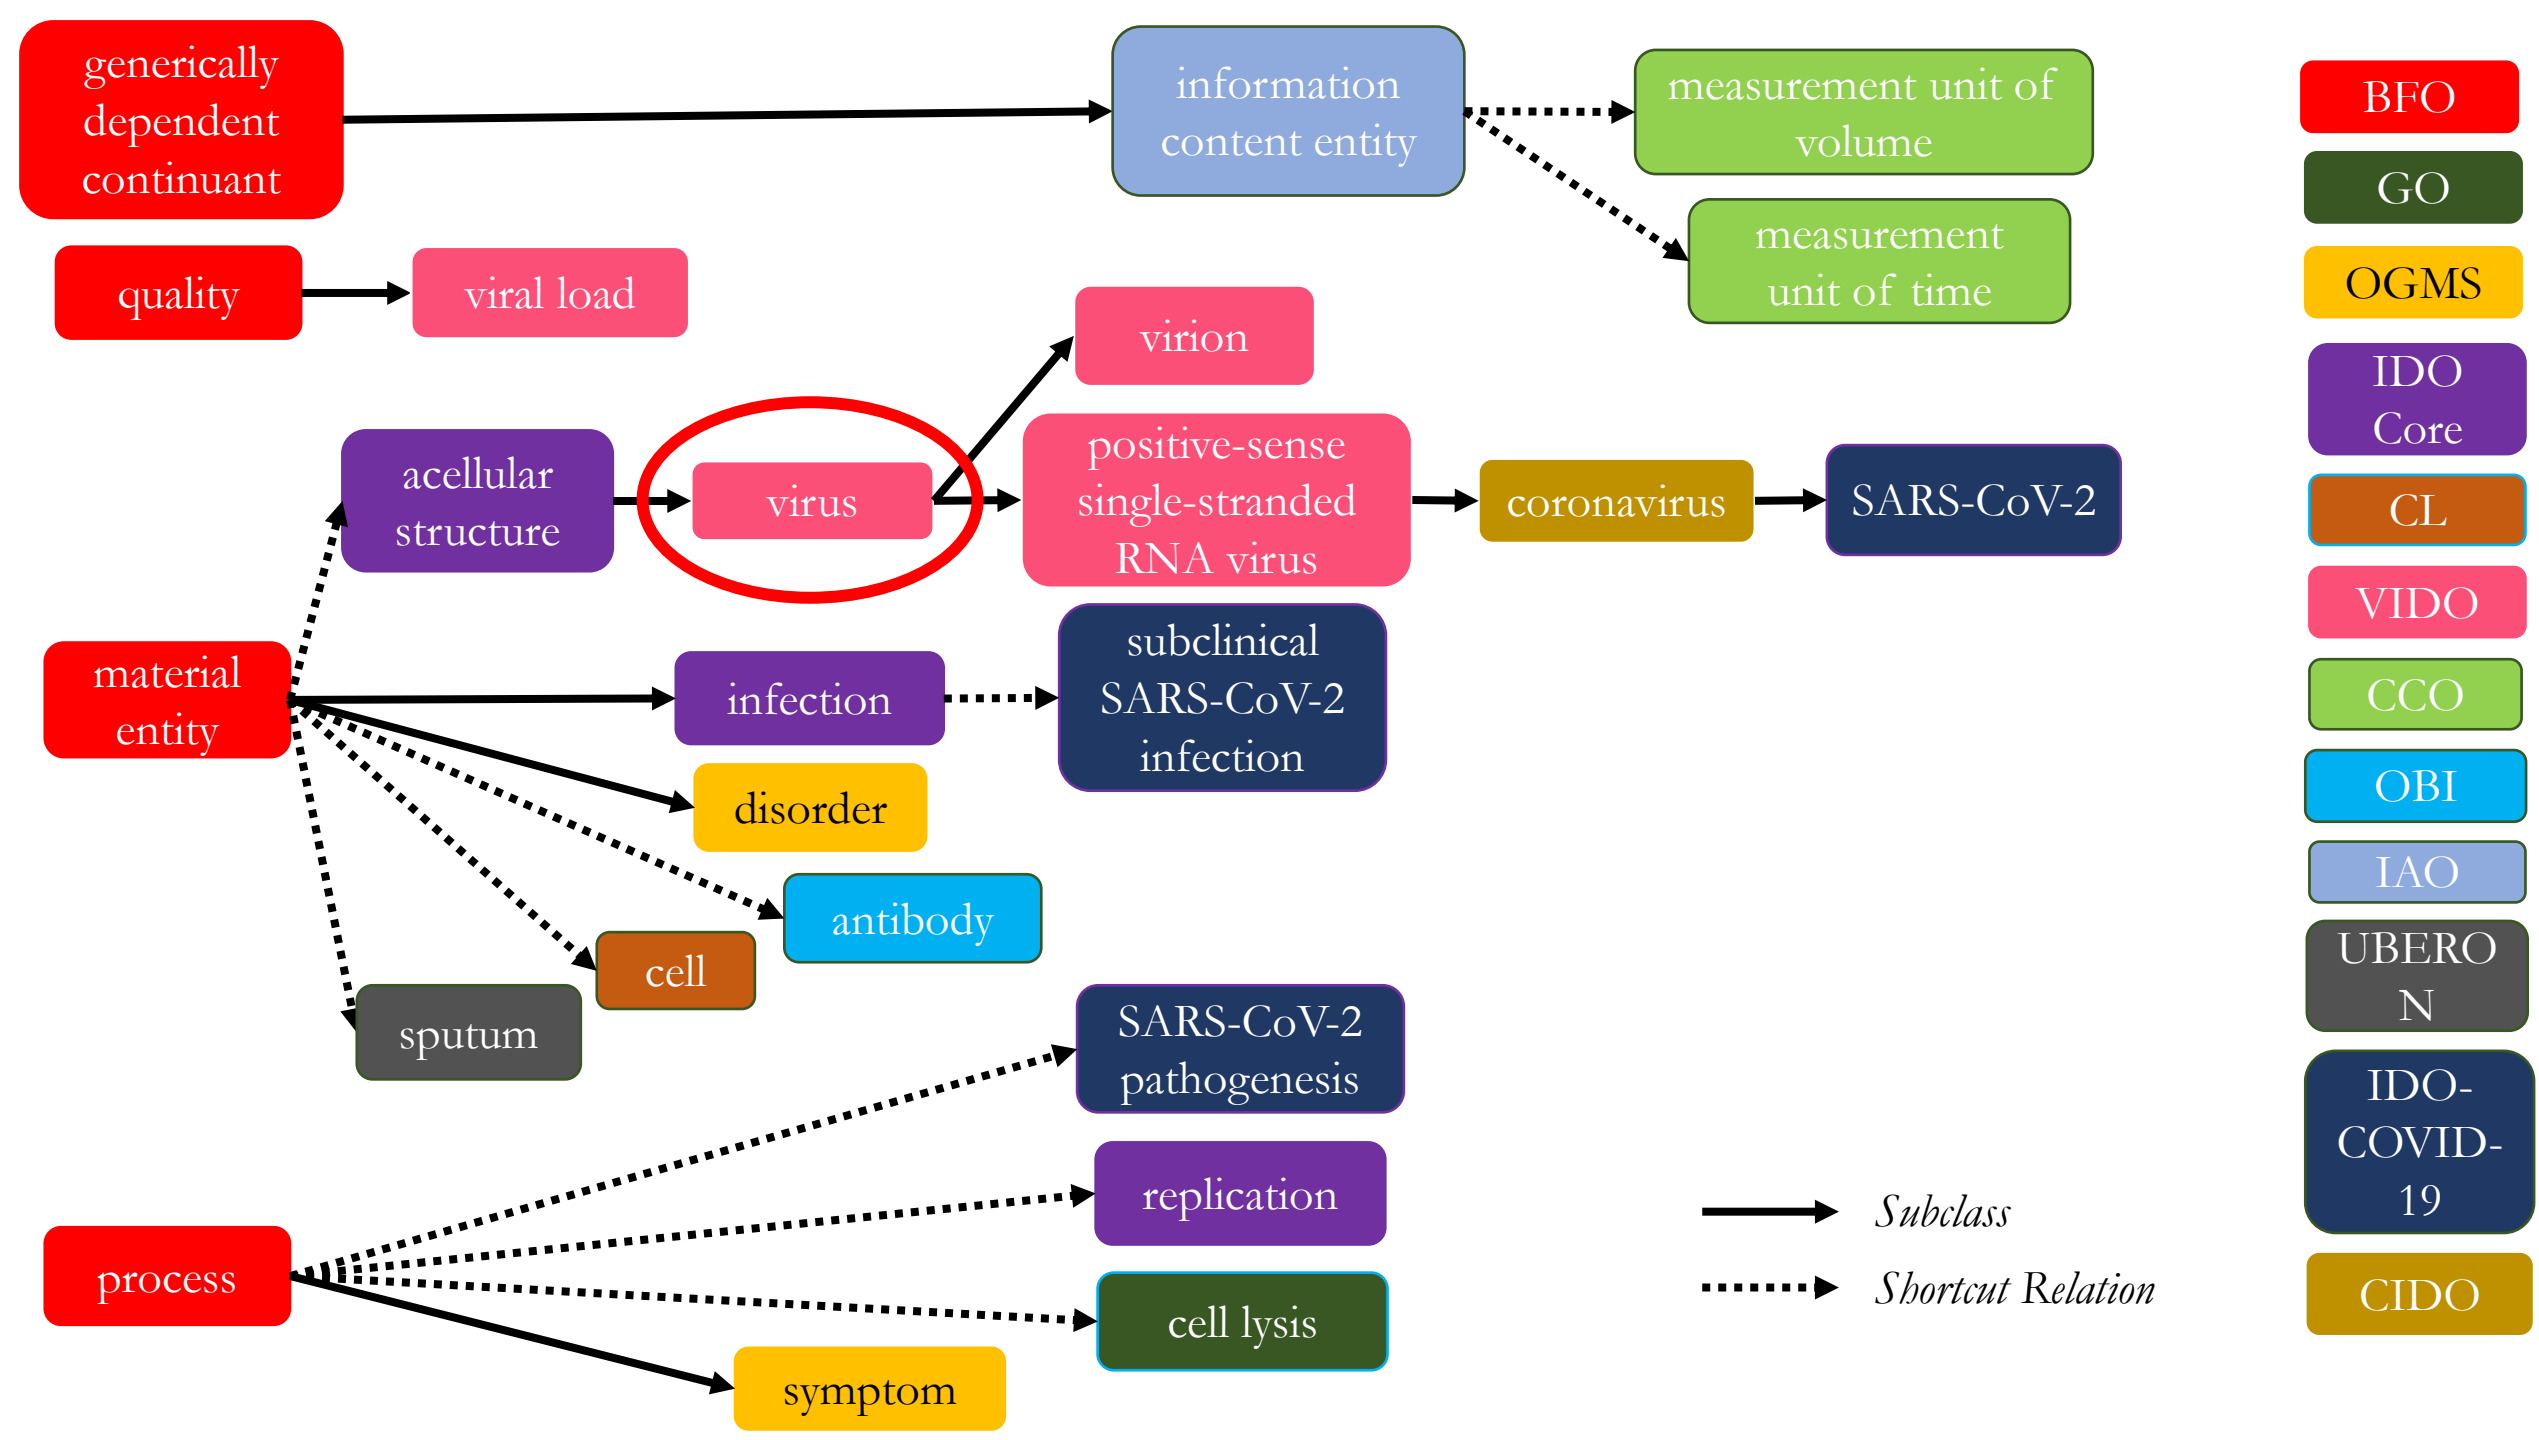 generically
dependent
continuant
information
content entity
measurement unit of
volume
measurement
unit of time
quality
viral load
virion
acellular
structure
virus
positive-sense
single-stranded
RNA virus
coronavirus
SARS-CoV-2
material
entity
infection
subclinical
SARS-CoV-2
infection
disorder
antibody
cell
sputum
SARS-CoV-2
pathogenesis
replication
process
cell lysis
symptom
Subclass
Shortcut Relation
BFO
GO
OGMS
IDO
Core
CL
VIDO
CCO
OBI
IAO
UBERO
N
IDO-
COVID-
19
CIDO